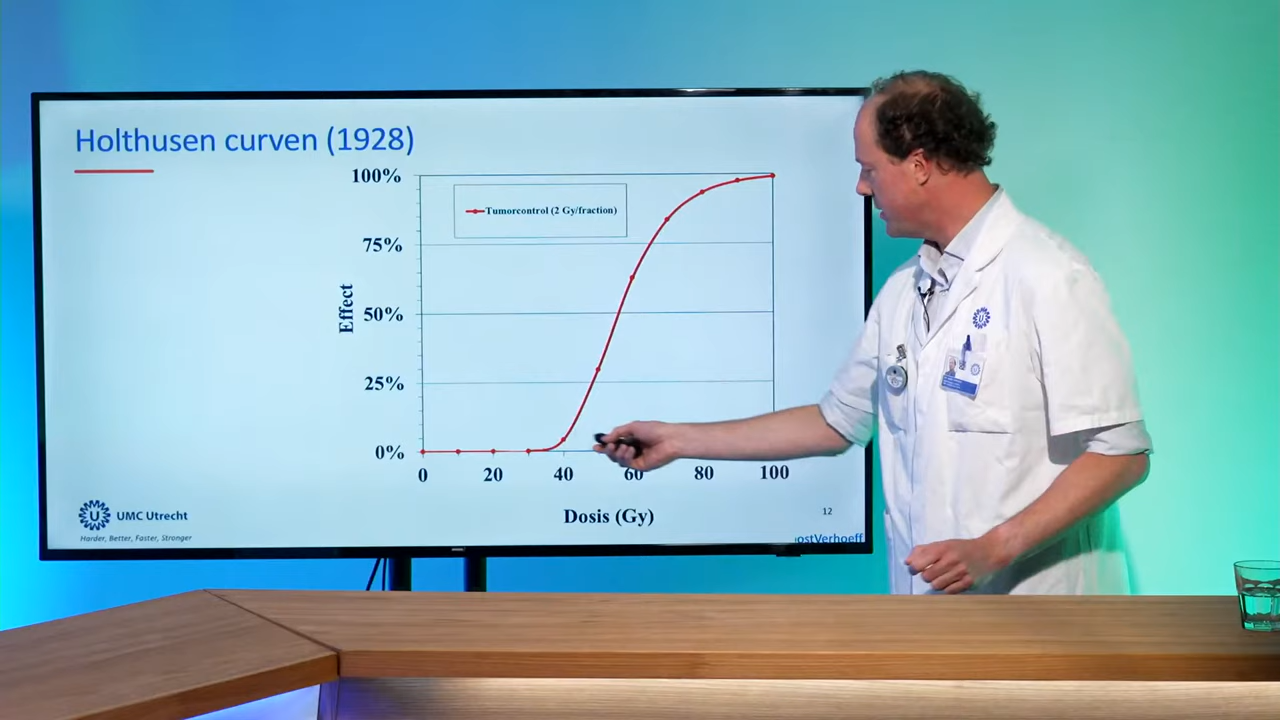 Holthusen curven (1928)
100%
Tumorcontrol (2 Gy/fraction)
75%
Effect
50%
25%
0%
0
20
40
60
80
100
Dosis (Gy)
12
UMC Utrecht
Harder, Better, Faster, Stronger
ostVerhoeff